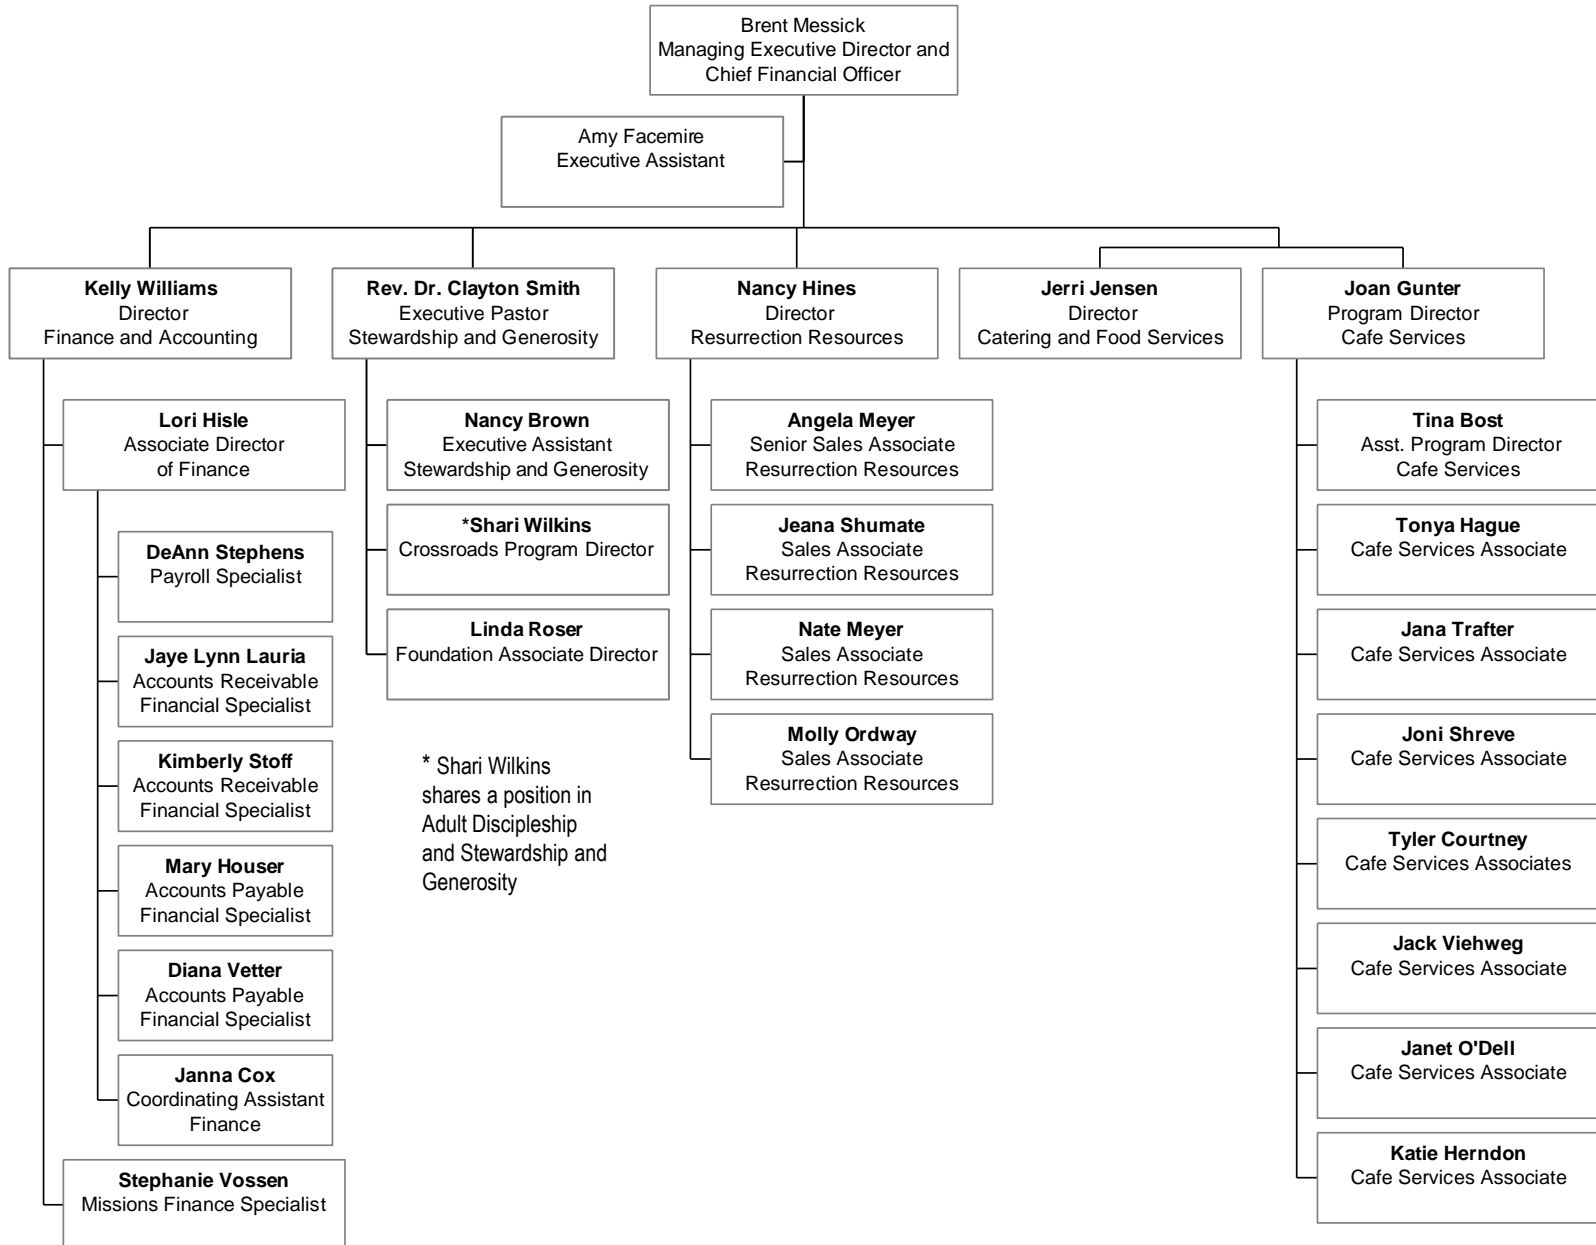 Brent Messick
Managing Executive Director and
Chief Financial Officer
Amy Facemire
Executive Assistant
Kelly Williams
Director
Finance and Accounting
Rev. Dr. Clayton Smith
Executive Pastor
Stewardship and Generosity
Nancy Hines
Director
Resurrection Resources
Jerri Jensen
Director
Catering and Food Services
Joan Gunter
Program Director
Cafe Services
Lori Hisle
Associate Director
of Finance
DeAnn Stephens
Payroll Specialist
Jaye Lynn Lauria
Accounts Receivable
Financial Specialist
Kimberly Stoff
Accounts Receivable
Financial Specialist
Mary Houser
Accounts Payable
Financial Specialist
Diana Vetter
Accounts Payable
Financial Specialist
Janna Cox
Coordinating Assistant
Finance
Stephanie Vossen
Missions Finance Specialist
Nancy Brown
Executive Assistant
Stewardship and Generosity
*Shari Wilkins
Crossroads Program Director
Linda Roser
Foundation Associate Director
* Shari Wilkins
shares a position in
Adult Discipleship
and Stewardship and
Generosity
Angela Meyer
Senior Sales Associate
Resurrection Resources
Jeana Shumate
Sales Associate
Resurrection Resources
Nate Meyer
Sales Associate
Resurrection Resources
Molly Ordway
Sales Associate
Resurrection Resources
Tina Bost
Asst. Program Director
Cafe Services
Tonya Hague
Cafe Services Associate
Jana Trafter
Cafe Services Associate
Joni Shreve
Cafe Services Associate
Tyler Courtney
Cafe Services Associates
Jack Viehweg
Cafe Services Associate
Janet O'Dell
Cafe Services Associate
Katie Herndon
Cafe Services Associate